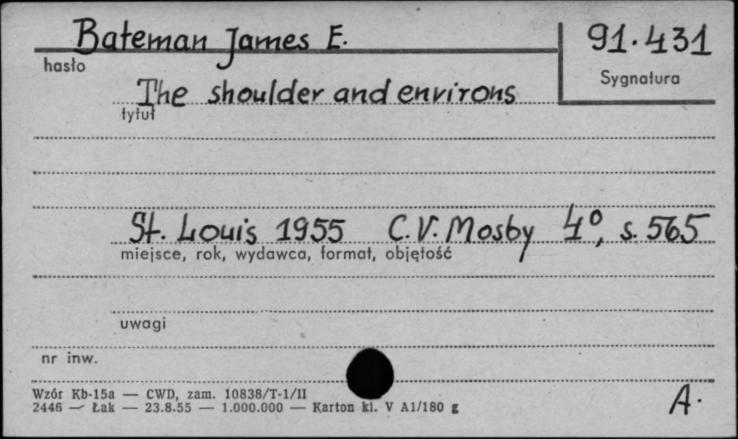 Bateman James E.
91.431
hasło
Sygnatura
The shoulder and environs
tytuł
St. Louis 1955 C.V. Mosby 4°, s. 565
miejsce, rok, wydawca, format, objętość
uwagi
nr inw.
Wzór Kb-15a — CWD, zam. 10838/T-1/II
2446 — Łak — 23.8.55 — 1.000.000 — Karton kl. V A1/180 g
A.